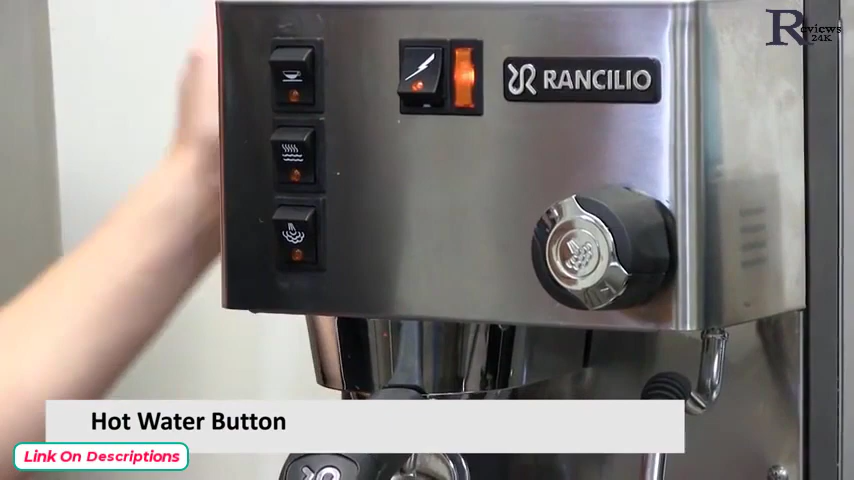 Reviews
24K
RANCILIO
Hot Water Button
Link On Descriptions